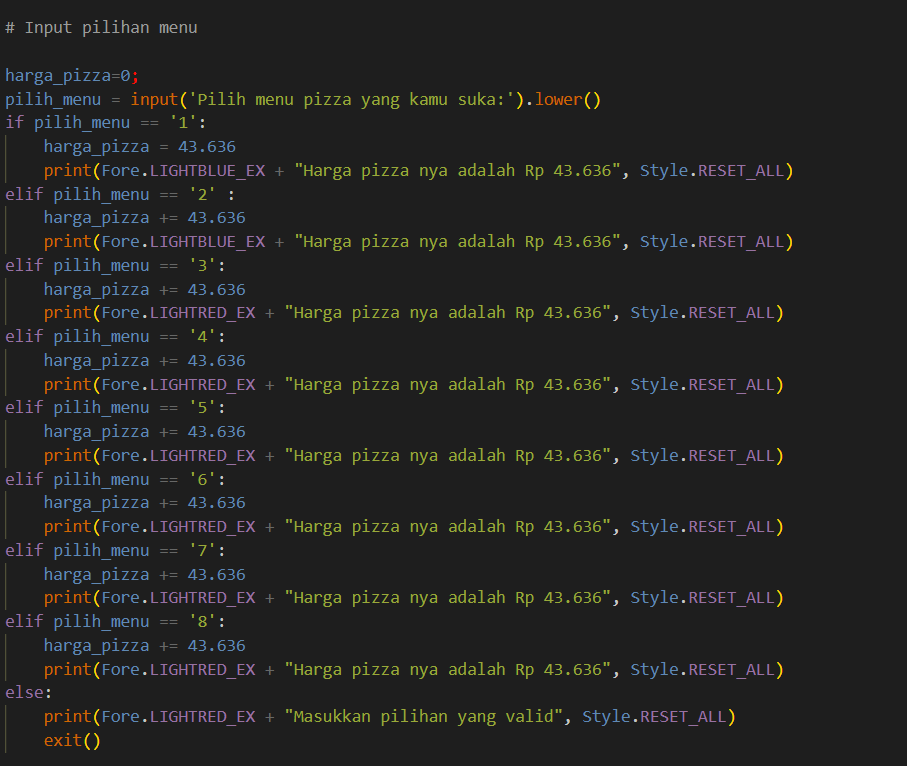 # Input pilihan menu
harga_pizza=0;
pilih_menu = input('Pilih menu pizza yang kamu suka:').lower()
if pilih_menu == '1':
    harga_pizza = 43.636
    print(Fore.LIGHTBLUE_EX + "Harga pizza nya adalah Rp 43.636", Style.RESET_ALL)
elif pilih_menu == '2' :
    harga_pizza += 43.636
    print(Fore.LIGHTBLUE_EX + "Harga pizza nya adalah Rp 43.636", Style.RESET_ALL)
elif pilih_menu == '3':
    harga_pizza += 43.636
    print(Fore.LIGHTRED_EX + "Harga pizza nya adalah Rp 43.636", Style.RESET_ALL)
elif pilih_menu == '4':
    harga_pizza += 43.636
    print(Fore.LIGHTRED_EX + "Harga pizza nya adalah Rp 43.636", Style.RESET_ALL)
elif pilih_menu == '5':
    harga_pizza += 43.636
    print(Fore.LIGHTRED_EX + "Harga pizza nya adalah Rp 43.636", Style.RESET_ALL)
elif pilih_menu == '6':
    harga_pizza += 43.636
    print(Fore.LIGHTRED_EX + "Harga pizza nya adalah Rp 43.636", Style.RESET_ALL)
elif pilih_menu == '7':
    harga_pizza += 43.636
    print(Fore.LIGHTRED_EX + "Harga pizza nya adalah Rp 43.636", Style.RESET_ALL)
elif pilih_menu == '8':
    harga_pizza += 43.636
    print(Fore.LIGHTRED_EX + "Harga pizza nya adalah Rp 43.636", Style.RESET_ALL)
else:
    print(Fore.LIGHTRED_EX + "Masukkan pilihan yang valid", Style.RESET_ALL)
    exit()